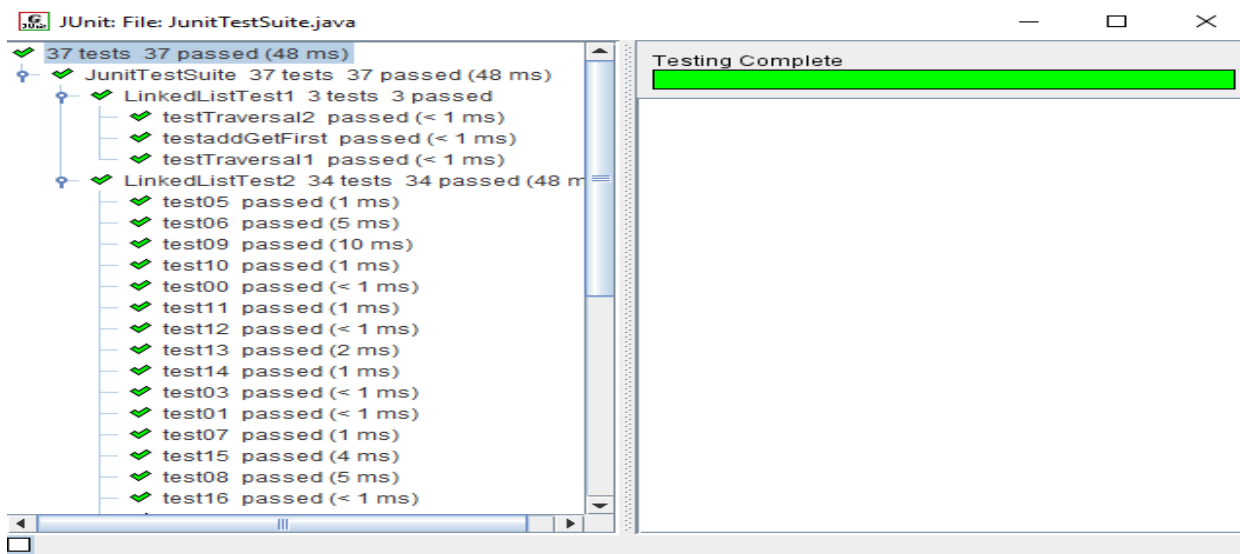 JUnit: File: JunitTestSuite.java
37 tests 37 passed (48 ms)
JunitTestSuite 37 tests 37 passed (48 ms)
LinkedListTest1 3 tests 3 passed
testTraversal2 passed (< 1 ms)
testaddGetFirst passed (< 1 ms)
testTraversal1 passed (< 1 ms)
LinkedListTest2 34 tests 34 passed (48 m
test05 passed (1 ms)
test06 passed (5 ms)
test09 passed (10 ms)
test10 passed (1 ms)
test00 passed (< 1 ms)
test11 passed (1 ms)
test12 passed (< 1 ms)
test13 passed (2 ms)
test14 passed (1 ms)
test03 passed (< 1 ms)
test01 passed (< 1 ms)
test07 passed (1 ms)
test15 passed (4 ms)
test08 passed (5 ms)
test16 passed (< 1 ms)
Testing Complete